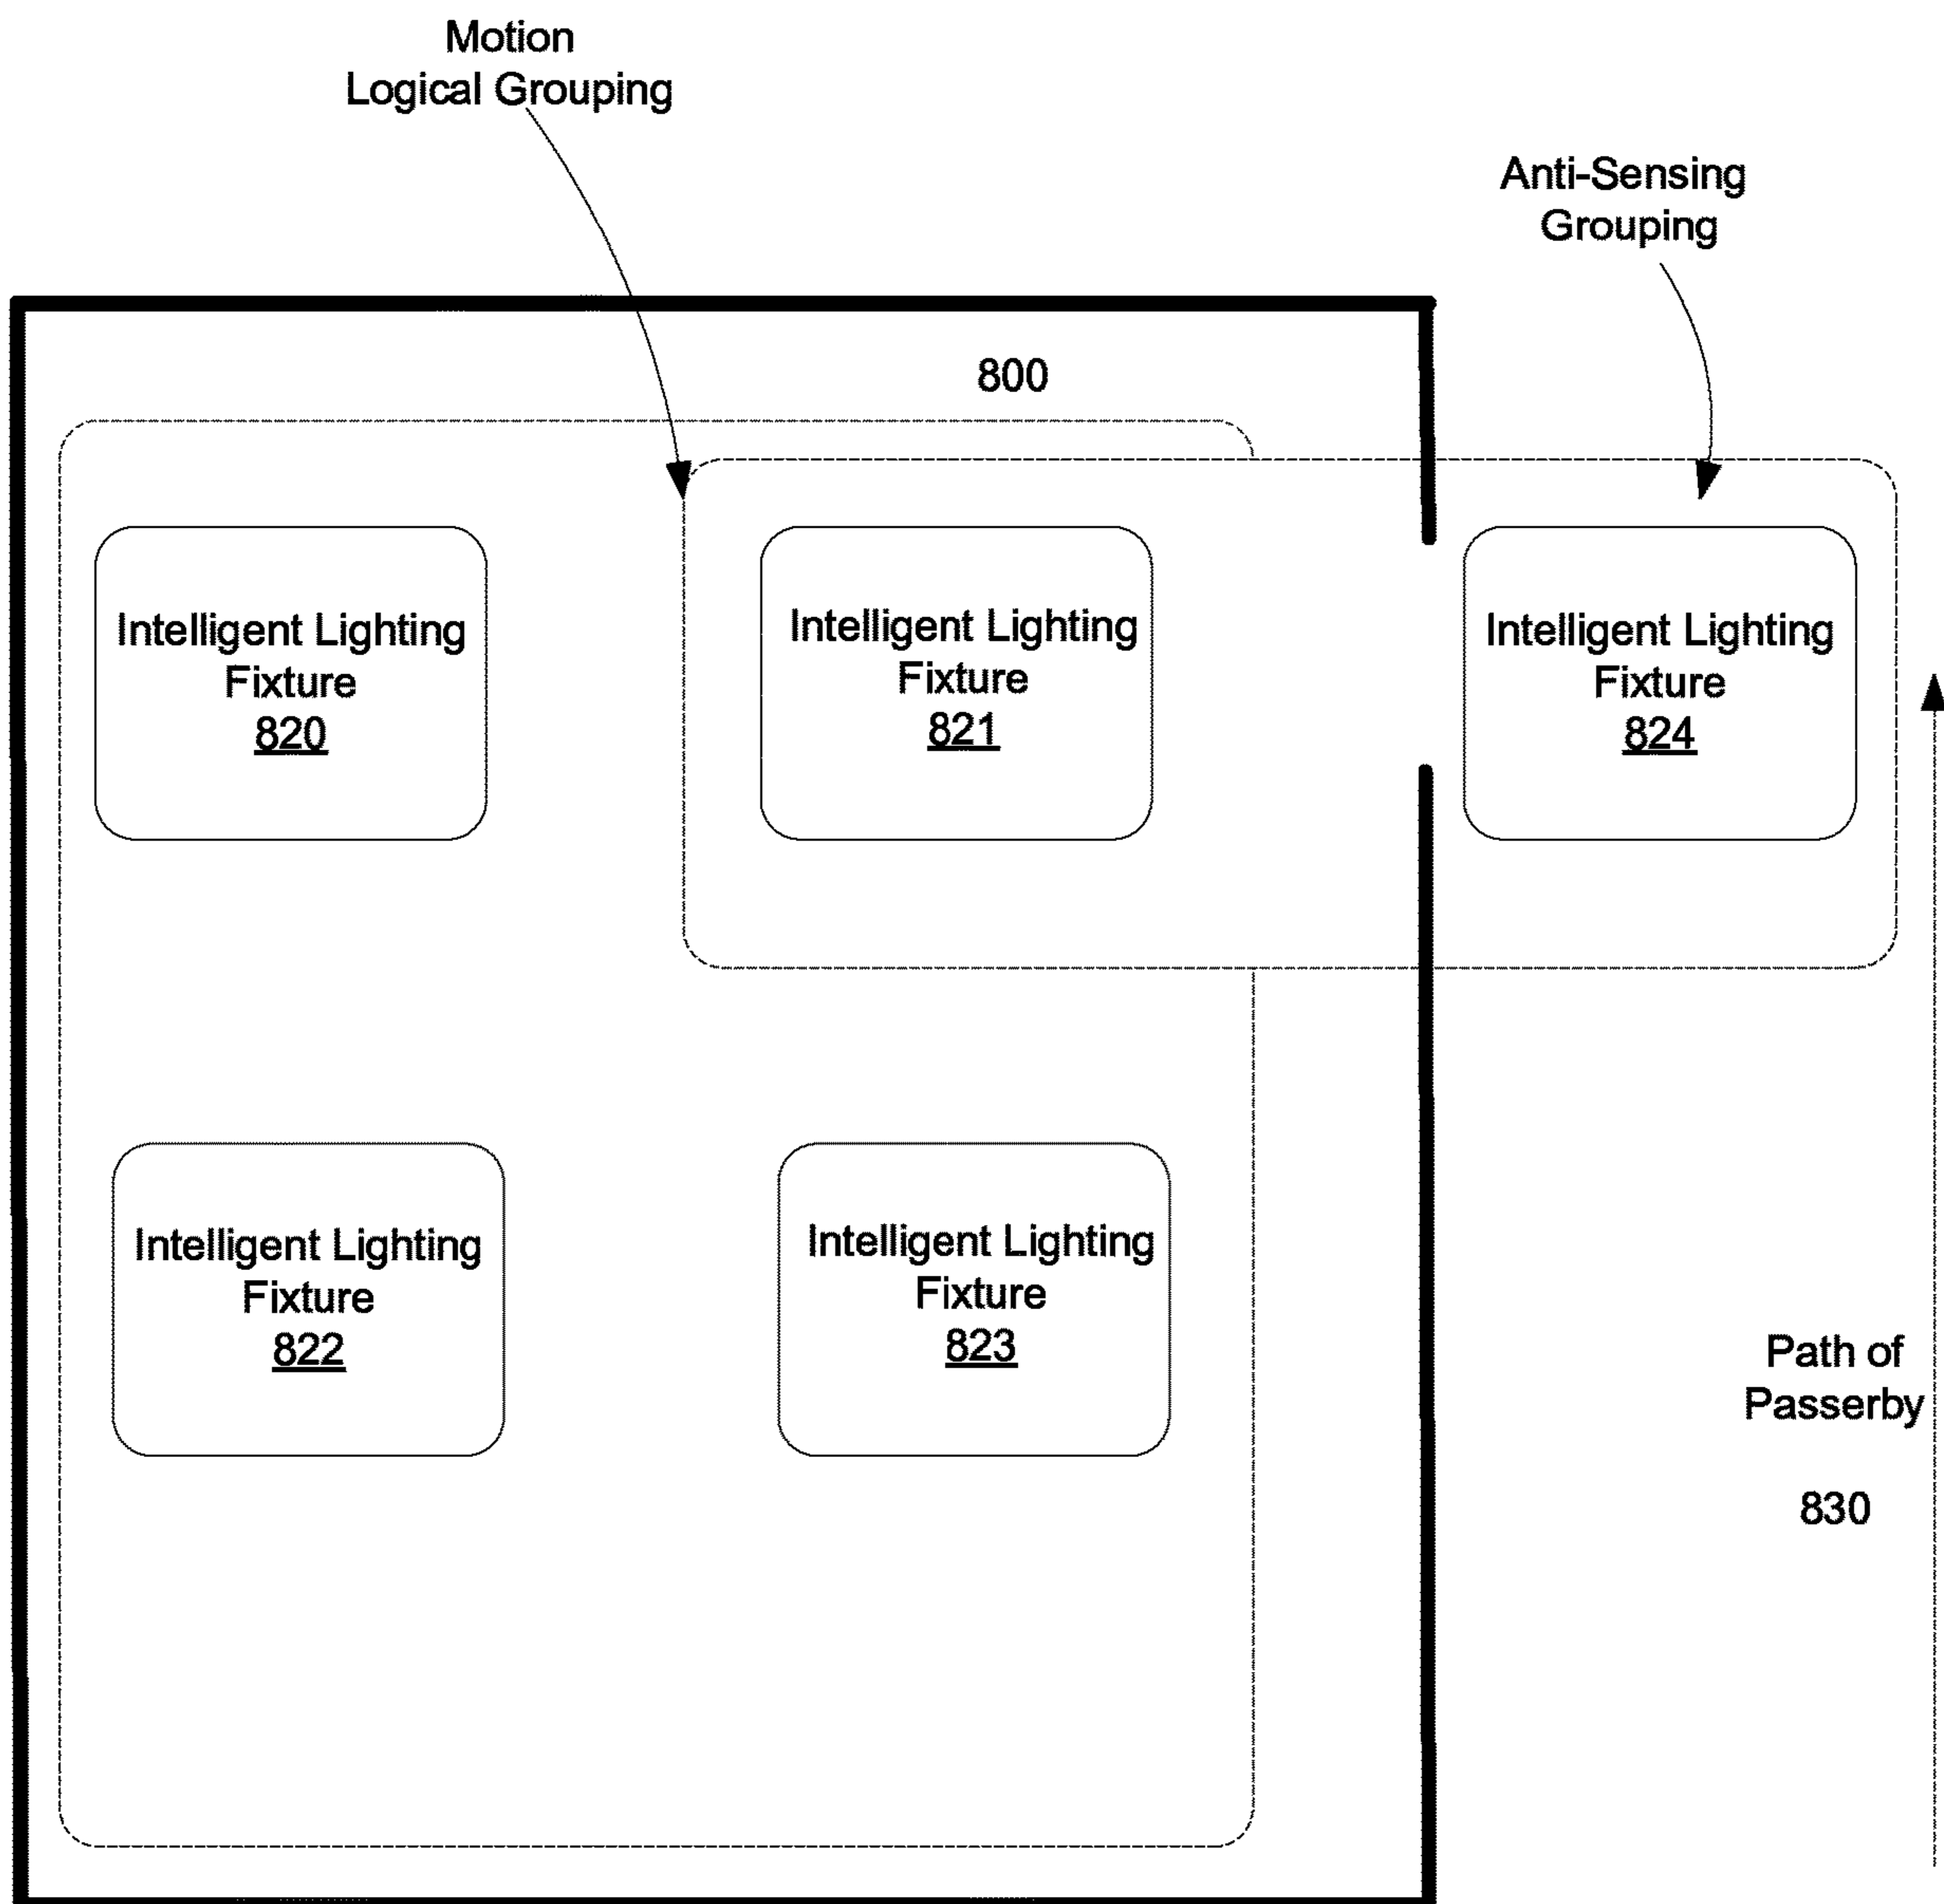 Motion
Logical Grouping
Anti-Sensing
Grouping
800
Intelligent Lighting
Fixture
820
Intelligent Lighting
Fixture
821
Intelligent Lighting
Fixture
824
Intelligent Lighting
Fixture
822
Intelligent Lighting
Fixture
823
Path of
Passerby
830